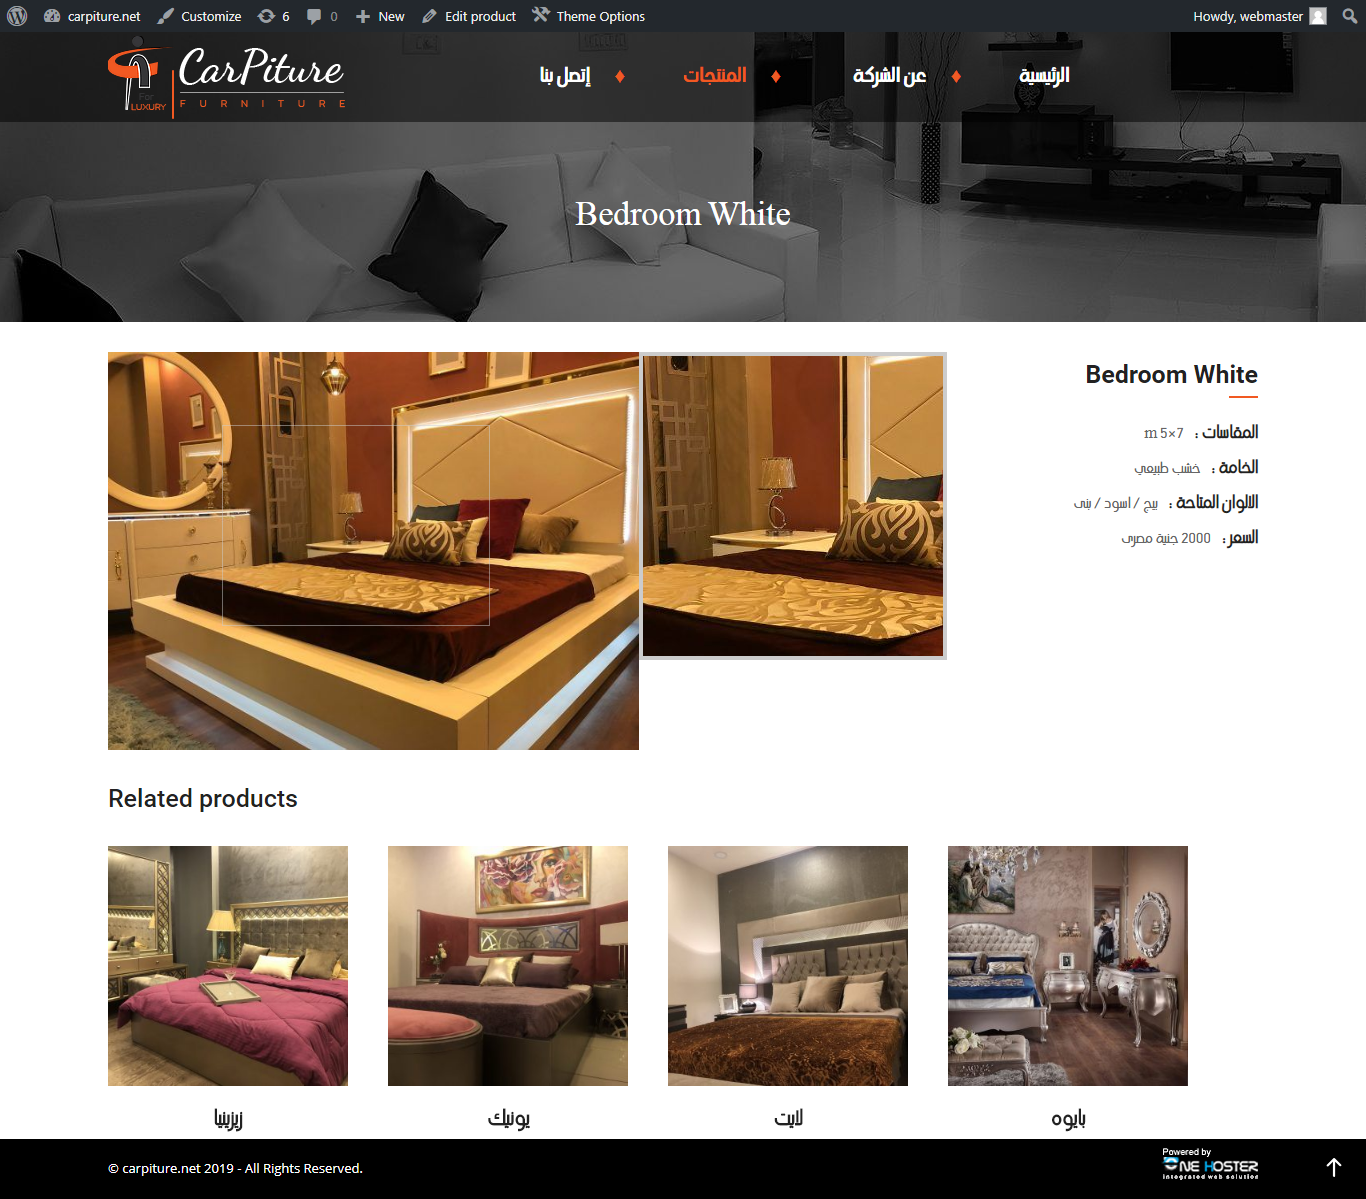 carpiture.net Customize 6 0 New Edit product Theme Options Howdy, webmaster
CarPiture
For
LUXURY
FURNITURE
الرئيسية
عن الشركة
المنتجات
إتصل بنا
Bedroom White
Bedroom White
المقاسات : 7×5 m
الخامة : خشب طبيعي
الالوان المتاحة : بيج / اسود / بنى
السعر : 2000 جنية مصرى
Related products
زيزينيا
يونيك
لايت
بايوه
© carpiture.net 2019 - All Rights Reserved.
Powered by
ONE HOSTER
integrated web solution